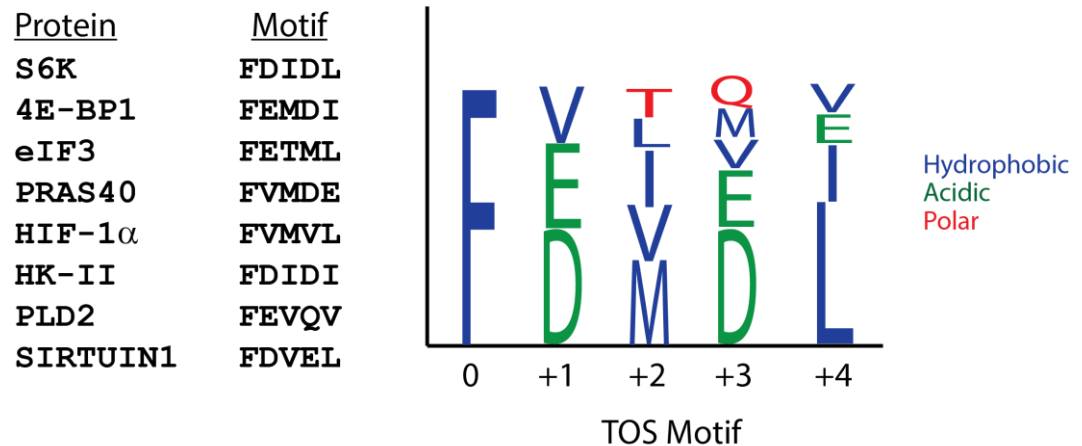 Protein Motif
S6K FDIDL
4E-BP1 FEMDI
eIF3 FETML
PRAS40 FVMDE
HIF-1α FVMVL
HK-II FDIDI
PLD2 FEVQV
SIRTUIN1 FDVEL
F
V
E
D
T
L
I
V
M
Q
M
V
E
D
V
E
I
L
0 +1 +2 +3 +4
TOS Motif
Hydrophobic
Acidic
Polar